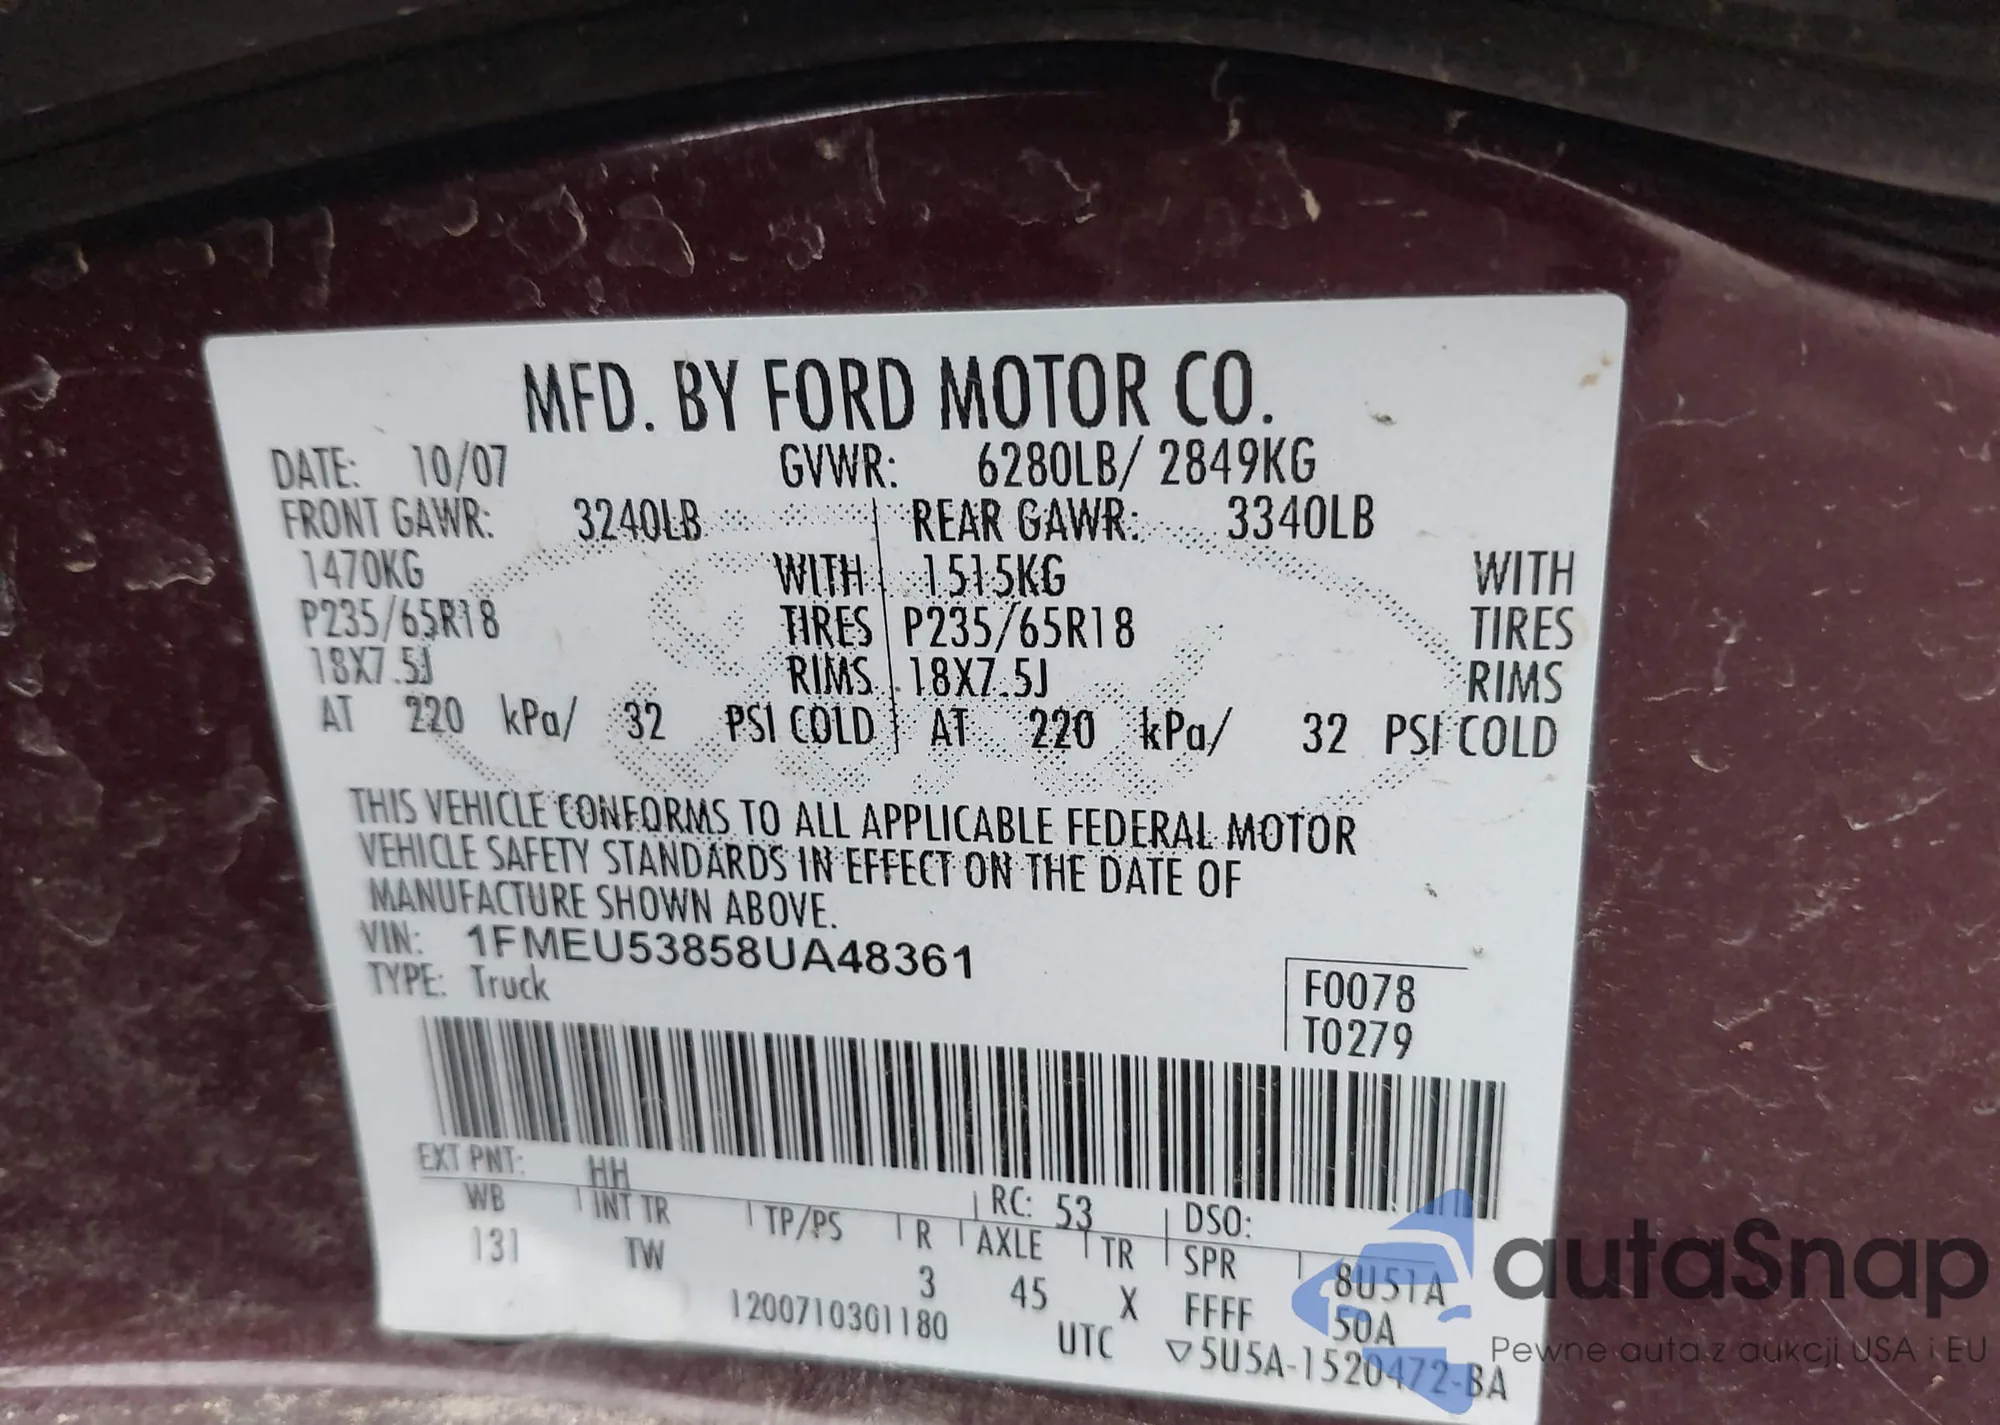 MFD. BY FORD MOTOR CO.
DATE: 10/07 GVWR: 6280LB/ 2849KG
FRONT GAWR: 3240LB REAR GAWR: 3340LB
1470KG WITH 1515KG WITH
P235/65R18 TIRES P235/65R18 TIRES
18X7.5J RIMS 18X7.5J RIMS
AT 220 kPa/ 32 PSI COLD AT 220 kPa/ 32 PSI COLD
THIS VEHICLE CONFORMS TO ALL APPLICABLE FEDERAL MOTOR
VEHICLE SAFETY STANDARDS IN EFFECT ON THE DATE OF
MANUFACTURE SHOWN ABOVE.
VIN: 1FMEU53858UA48361
TYPE: Truck
F0078
T0279
EXT PNT: HH RC: 53 DSO:
WB INT TR TP/PS R AXLE TR SPR 8U51A
131 TW 3 45 X FFFF 50A
1200710301180 UTC ▽5U5A-1520472-BA
autaSnap
Pewne auta z aukcji USA i EU